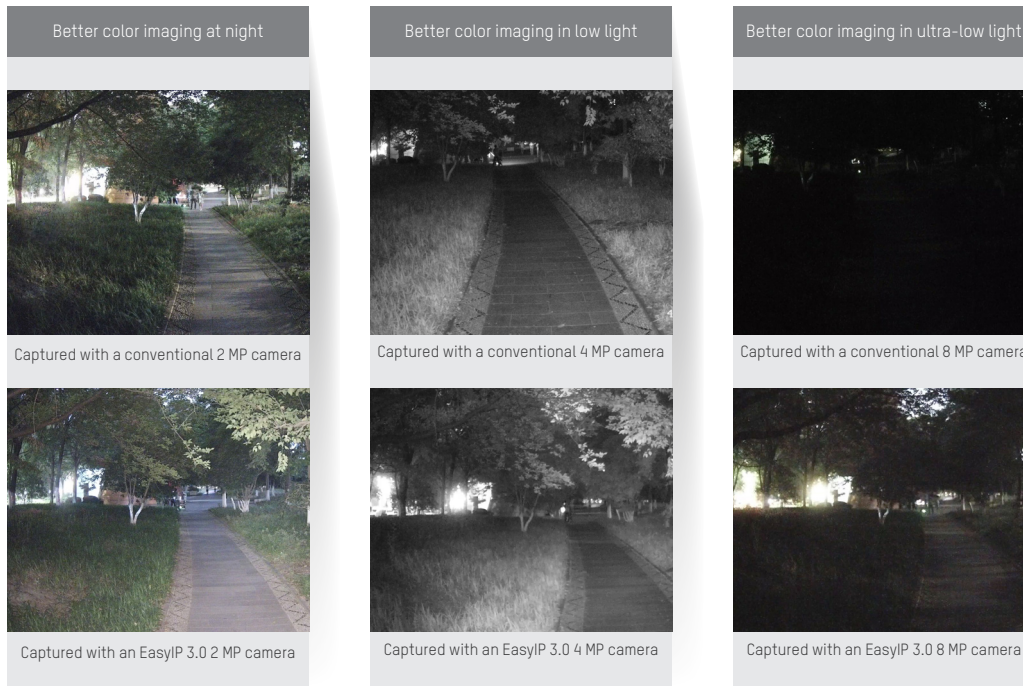 Better color imaging at night
Captured with a conventional 2 MP camera
Captured with an EasyIP 3.0 2 MP camera
Better color imaging in low light
Captured with a conventional 4 MP camera
Captured with an EasyIP 3.0 4 MP camera
Better color imaging in ultra-low light
Captured with a conventional 8 MP camera
Captured with an EasyIP 3.0 8 MP camera